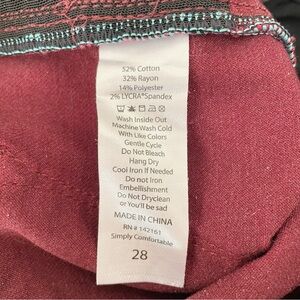 52% Cotton
32% Rayon
14% Polyester
2% LYCRA®Spandex
Wash Inside Out
Machine Wash Cold
With Like Colors
Gentle Cycle
Do Not Bleach
Hang Dry
Cool Iron If Needed
Do not Iron
Embellishment
Do Not Dryclean
or You'll be sad
MADE IN CHINA
RN# 142161
Simply Comfortable
28